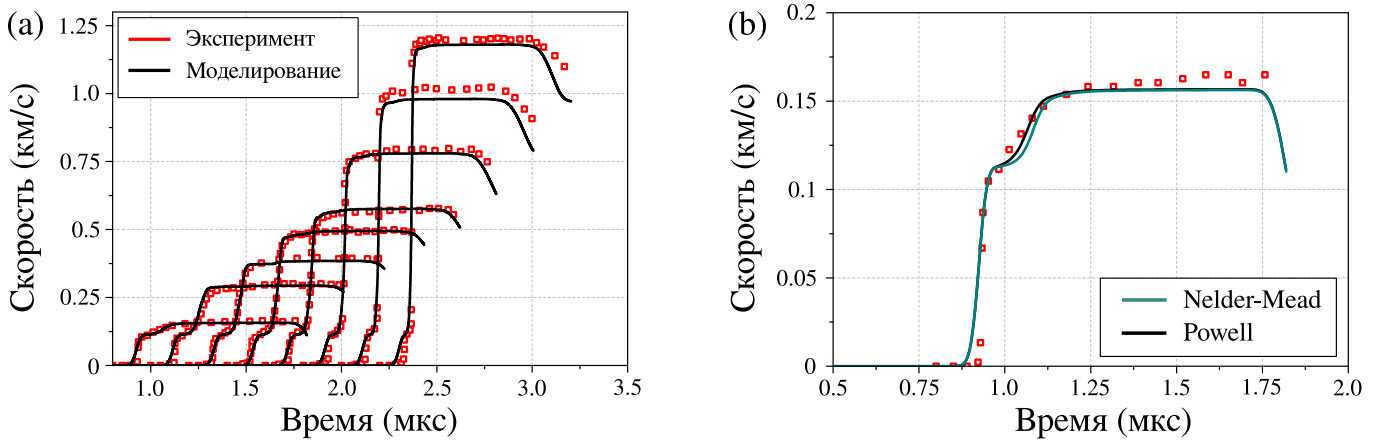 (a)
Эксперимент
Моделирование
Скорость (км/с)
1.25
1.0
0.75
0.5
0.25
0
1.0 1.5 2.0 2.5 3.0 3.5
Время (мкс)
(b)
Скорость (км/с)
0.2
0.15
0.1
0.05
0
Nelder-Mead
Powell
0.5 0.75 1.0 1.25 1.5 1.75 2.0
Время (мкс)